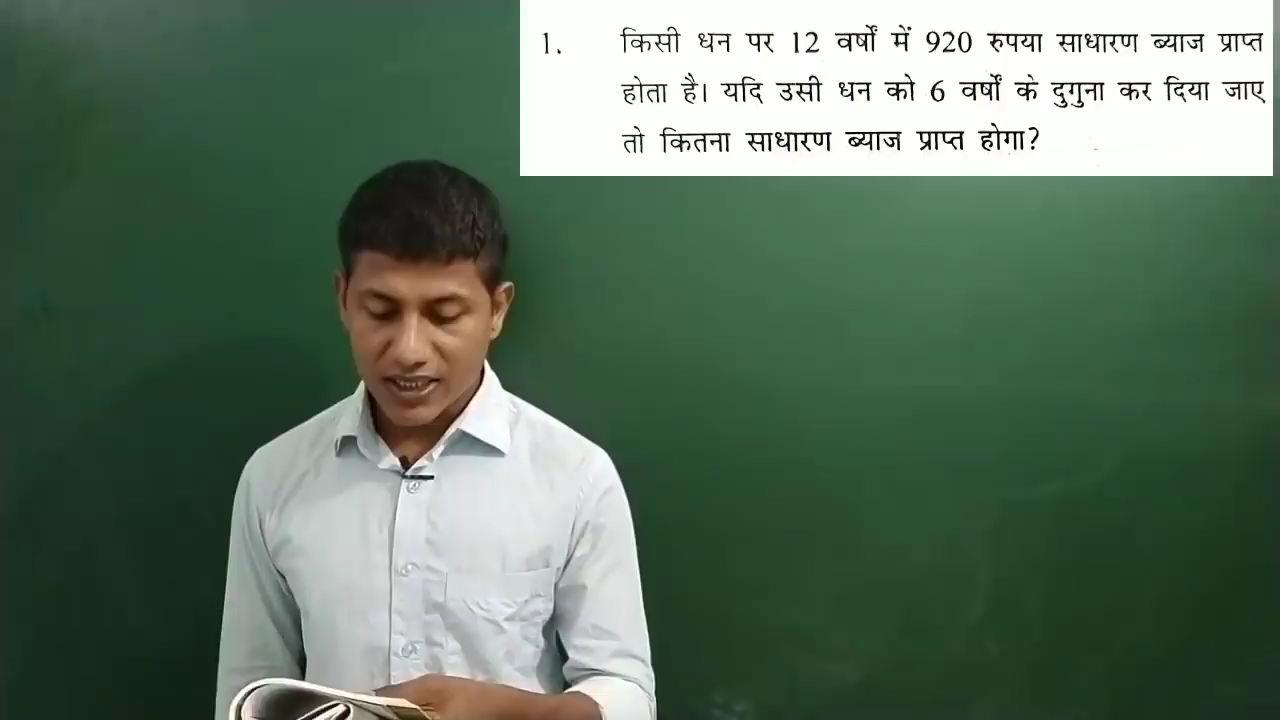 1. किसी धन पर 12 वर्षों में 920 रुपया साधारण ब्याज प्राप्त
होता है। यदि उसी धन को 6 वर्षों के दुगुना कर दिया जाए
तो कितना साधारण ब्याज प्राप्त होगा?